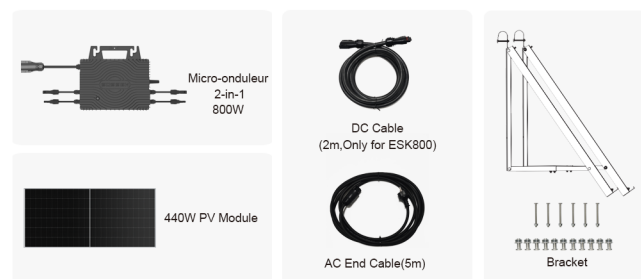 Micro-onduleur
2-in-1
800W
440W PV Module
DC Cable
(2m,Only for ESK800)
AC End Cable(5m)
Bracket